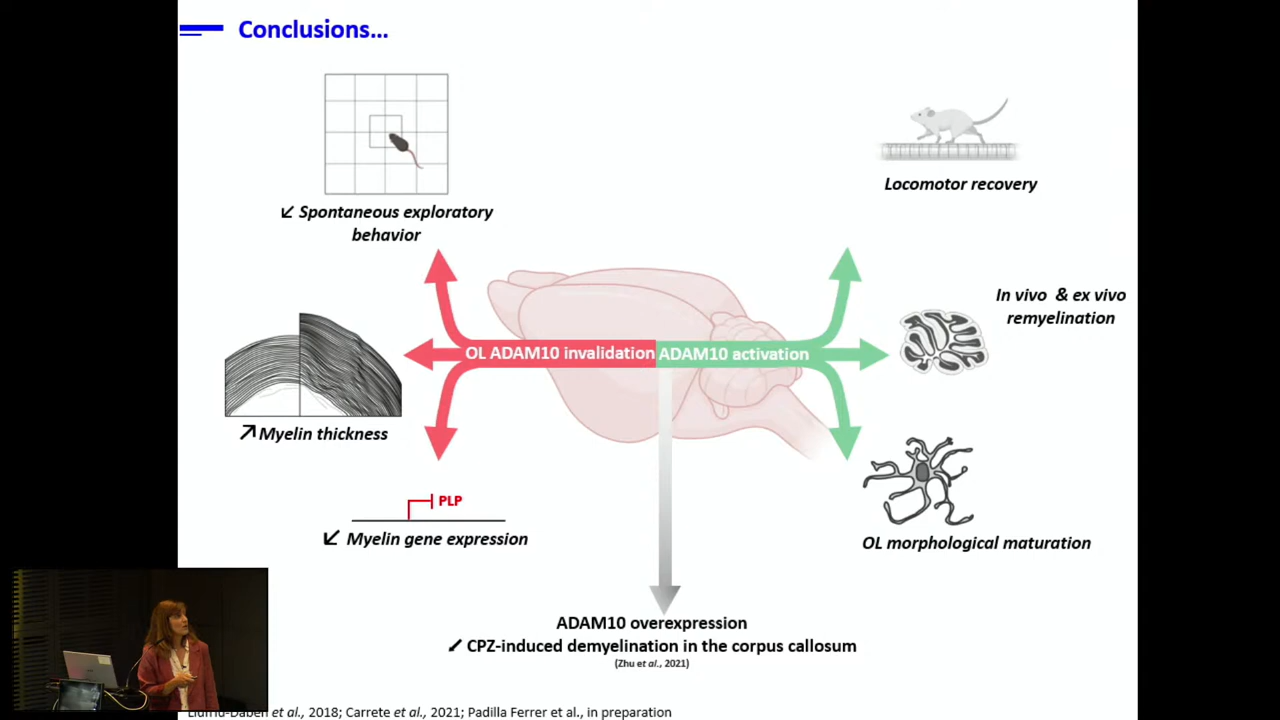 Conclusions...
↙ Spontaneous exploratory
behavior
Locomotor recovery
In vivo & ex vivo
remyelination
OL ADAM10 invalidation
ADAM10 activation
↗ Myelin thickness
PLP
↙ Myelin gene expression
OL morphological maturation
ADAM10 overexpression
↙ CPZ-induced demyelination in the corpus callosum
(Zhu et al., 2021)
et al., 2018; Carrete et al., 2021; Padilla Ferrer et al., in preparation